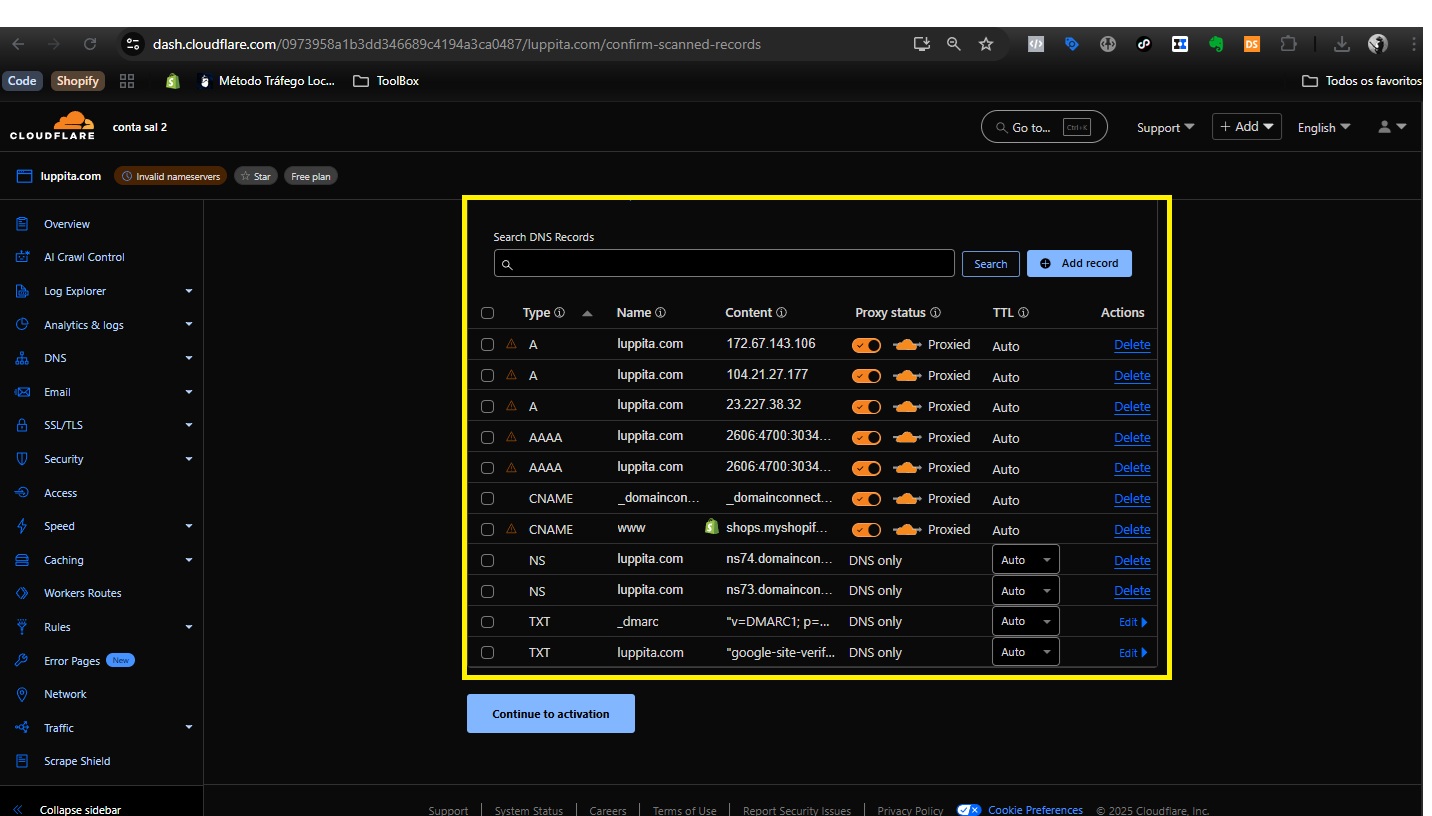 dash.cloudflare.com/0973958a1b3dd346689c4194a3ca0487/luppita.com/confirm-scanned-records
Code Shopify Método Tráfego Loc... ToolBox Todos os favoritos
CLOUDFLARE conta sal 2 Go to... Ctrl+K Support + Add English
luppita.com Invalid nameservers Star Free plan
Overview
AI Crawl Control
Log Explorer
Analytics & logs
DNS
Email
SSL/TLS
Security
Access
Speed
Caching
Workers Routes
Rules
Error Pages New
Network
Traffic
Scrape Shield
Collapse sidebar
Search DNS Records
Search Add record
Type Name Content Proxy status TTL Actions
A luppita.com 172.67.143.106 Proxied Auto Delete
A luppita.com 104.21.27.177 Proxied Auto Delete
A luppita.com 23.227.38.32 Proxied Auto Delete
AAAA luppita.com 2606:4700:3034... Proxied Auto Delete
AAAA luppita.com 2606:4700:3034... Proxied Auto Delete
CNAME _domaincon... _domainconnect... Proxied Auto Delete
CNAME www shops.myshopif... Proxied Auto Delete
NS luppita.com ns74.domaincon... DNS only Auto Delete
NS luppita.com ns73.domaincon... DNS only Auto Delete
TXT _dmarc "v=DMARC1; p=... DNS only Auto Edit
TXT luppita.com "google-site-verif... DNS only Auto Edit
Continue to activation
Support System Status Careers Terms of Use Report Security Issues Privacy Policy Cookie Preferences © 2025 Cloudflare, Inc.